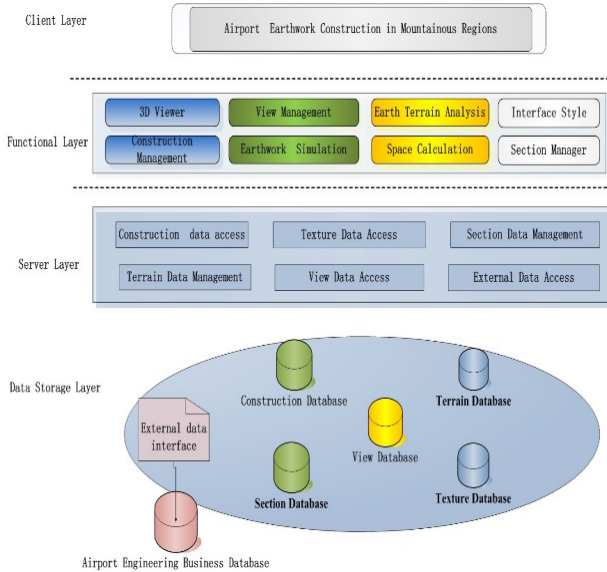 Client Layer
Airport Earthwork Construction in Mountainous Regions
3D Viewer
View Management
Earth Terrain Analysis
Interface Style
Functional Layer
Construction
Management
Earthwork Simulation
Space Calculation
Section Manager
Construction data access
Texture Data Access
Section Data Management
Server Layer
Terrain Data Management
View Data Access
External Data Access
Data Storage Layer
Construction Database
Terrain Database
External data
interface
View Database
Section Database
Texture Database
Airport Engineering Business Database